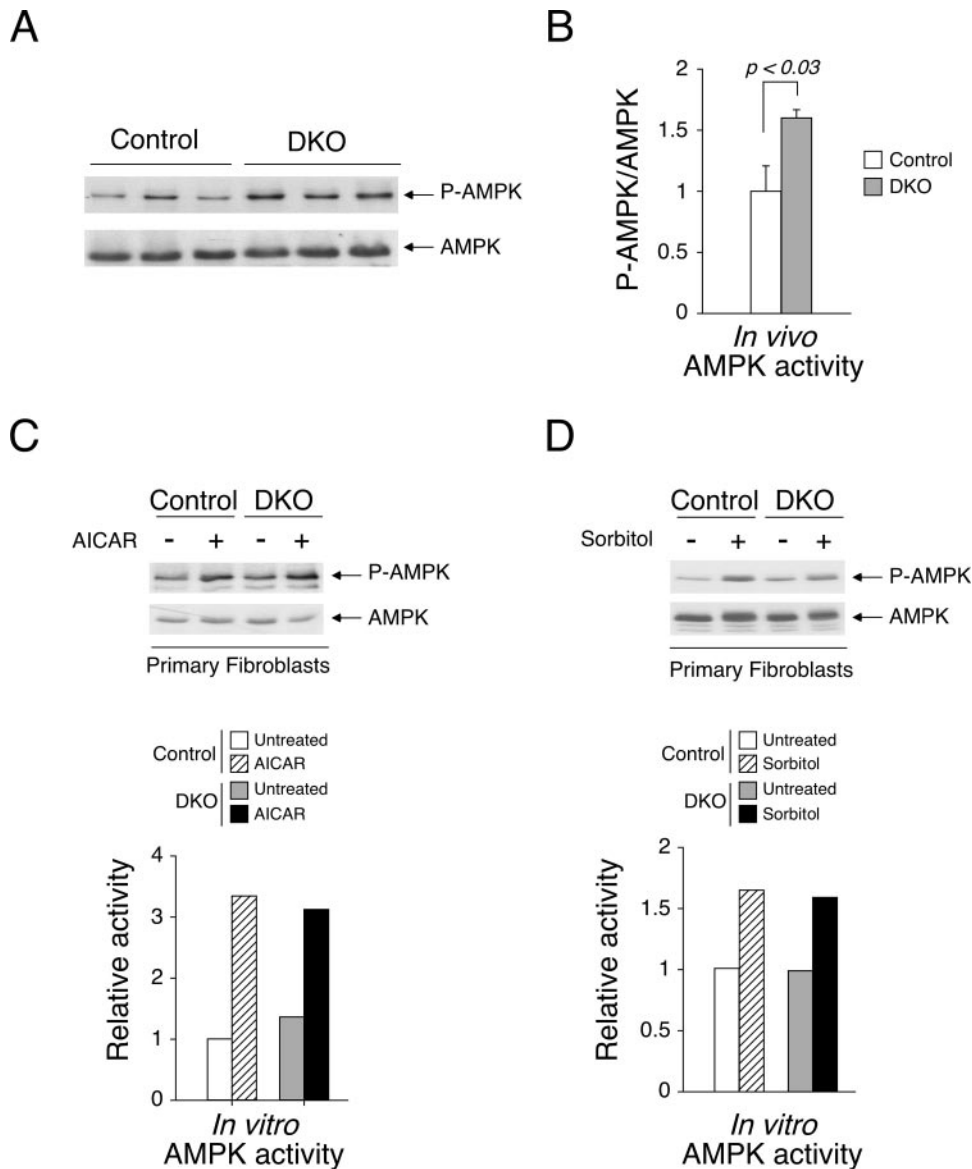 A
Control DKO
P-AMPK
AMPK
B
p < 0.03
2
1.5
1
0.5
0
P-AMPK/AMPK
Control
DKO
In vivo
AMPK activity
C
Control DKO
AICAR - + - +
P-AMPK
AMPK
Primary Fibroblasts
Control
Untreated
AICAR
DKO
Untreated
AICAR
Relative activity
4
3
2
1
0
In vitro
AMPK activity
D
Control DKO
Sorbitol - + - +
P-AMPK
AMPK
Primary Fibroblasts
Control
Untreated
Sorbitol
DKO
Untreated
Sorbitol
Relative activity
2
1.5
1
0.5
0
In vitro
AMPK activity